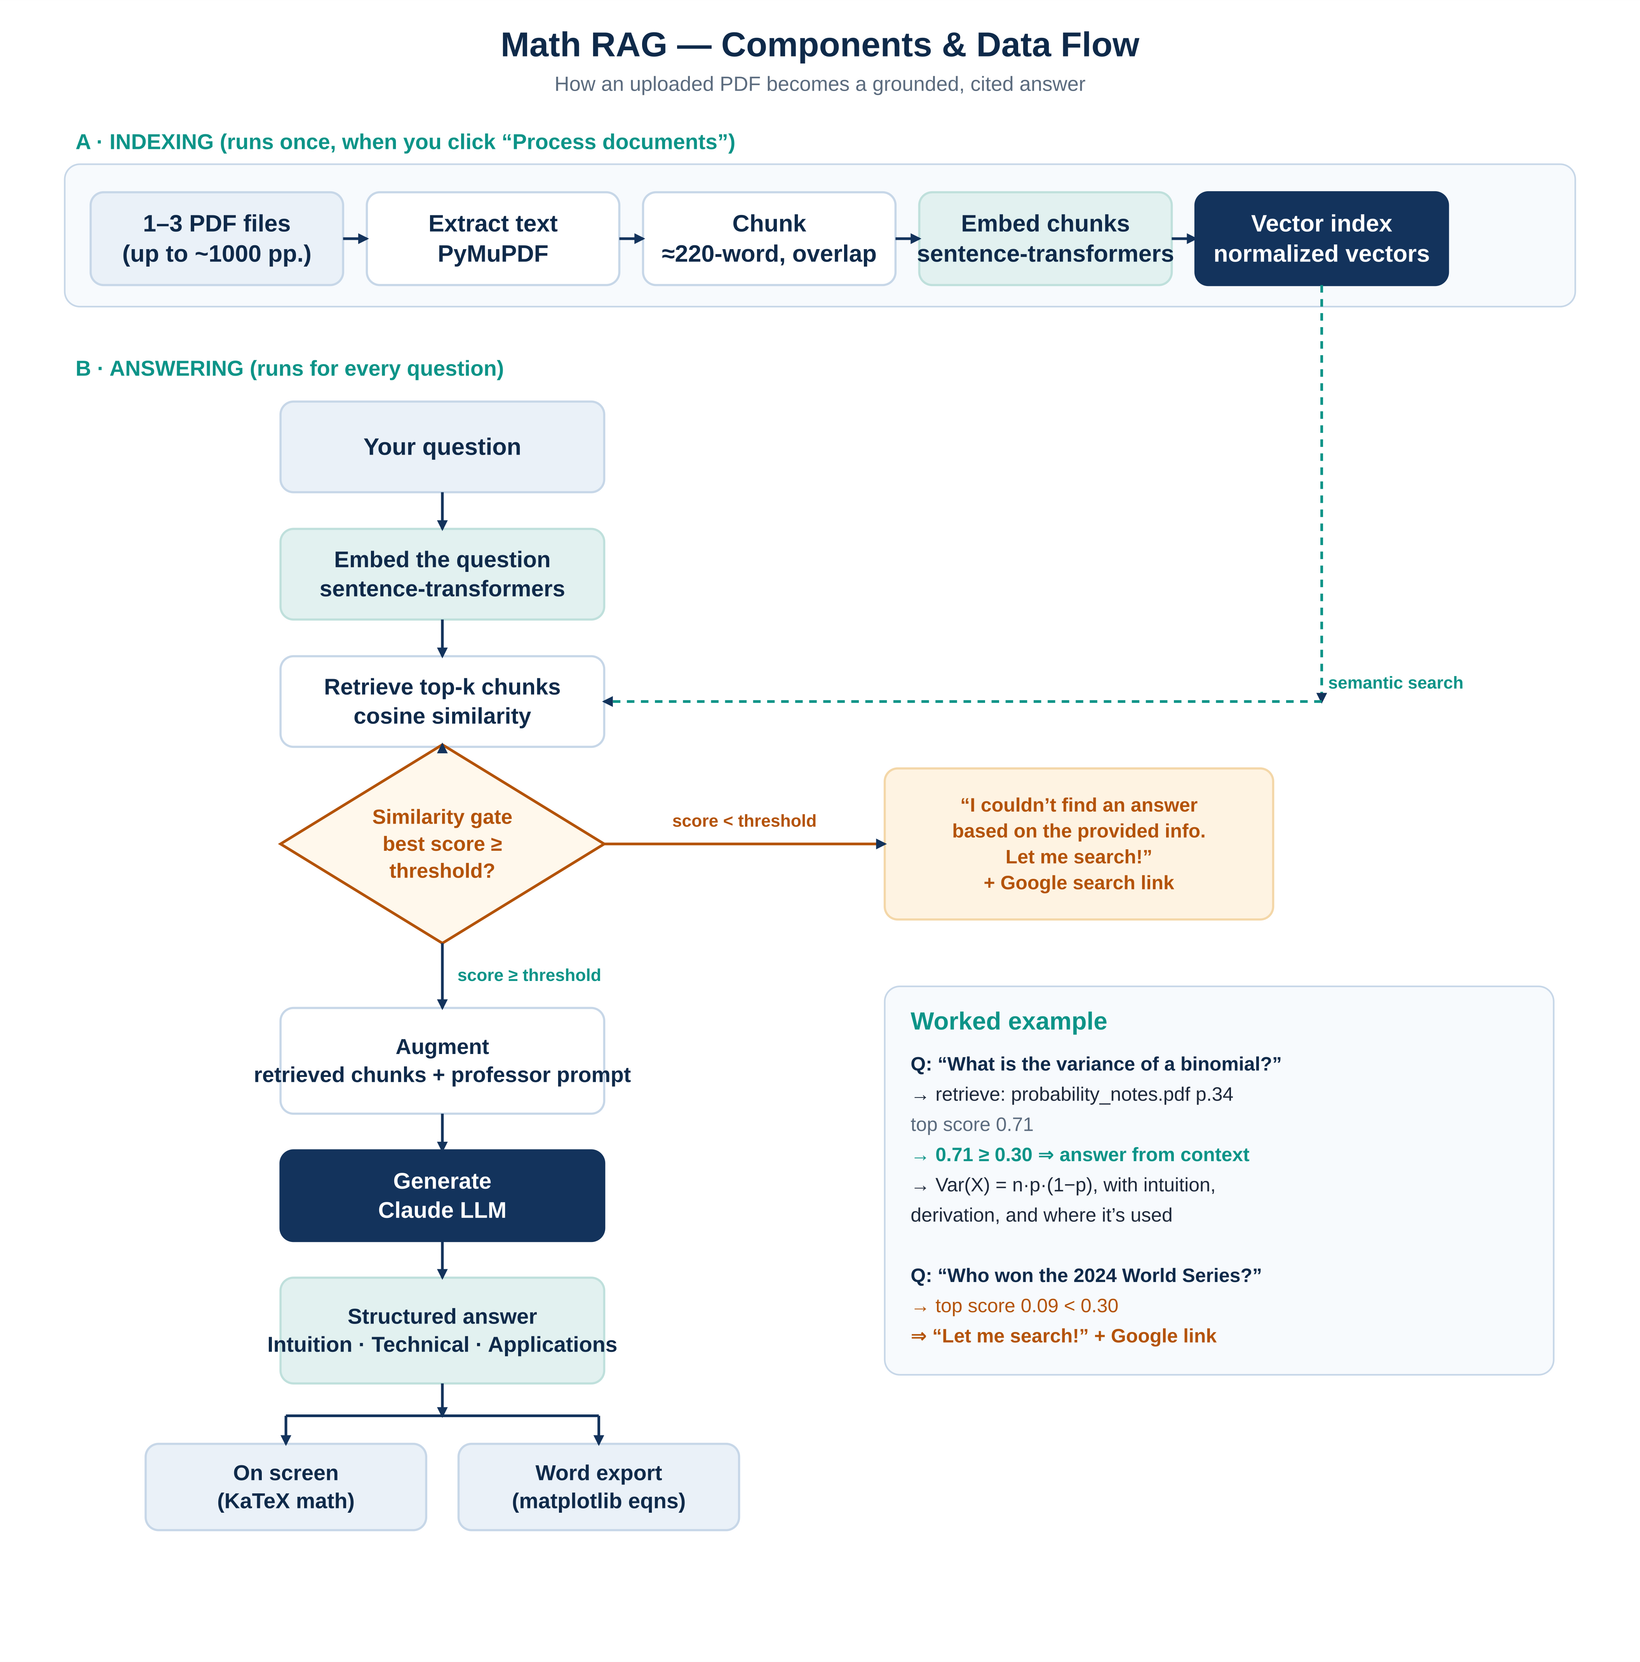 Math RAG — Components & Data Flow
How an uploaded PDF becomes a grounded, cited answer
A · INDEXING (runs once, when you click “Process documents”)
1–3 PDF files
(up to ~1000 pp.)
Extract text
PyMuPDF
Chunk
≈220-word, overlap
Embed chunks
sentence-transformers
Vector index
normalized vectors
B · ANSWERING (runs for every question)
Your question
Embed the question
sentence-transformers
Retrieve top-k chunks
cosine similarity
semantic search
Similarity gate
best score ≥
threshold?
score < threshold
“I couldn’t find an answer
based on the provided info.
Let me search!”
+ Google search link
score ≥ threshold
Augment
retrieved chunks + professor prompt
Generate
Claude LLM
Structured answer
Intuition · Technical · Applications
On screen
(KaTeX math)
Word export
(matplotlib eqns)
Worked example
Q: “What is the variance of a binomial?”
→ retrieve: probability_notes.pdf p.34
top score 0.71
→ 0.71 ≥ 0.30 ⇒ answer from context
→ Var(X) = n·p·(1−p), with intuition,
derivation, and where it’s used
Q: “Who won the 2024 World Series?”
→ top score 0.09 < 0.30
⇒ “Let me search!” + Google link